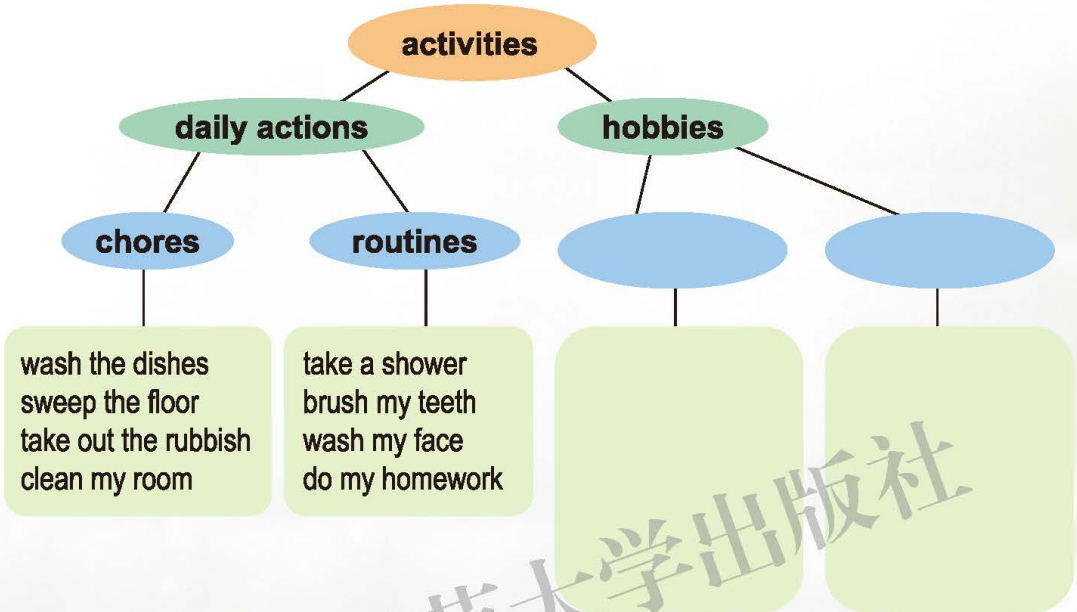 activities
daily actions
hobbies
chores
routines
wash the dishes
sweep the floor
take out the rubbish
clean my room
take a shower
brush my teeth
wash my face
do my homework
大学出版社